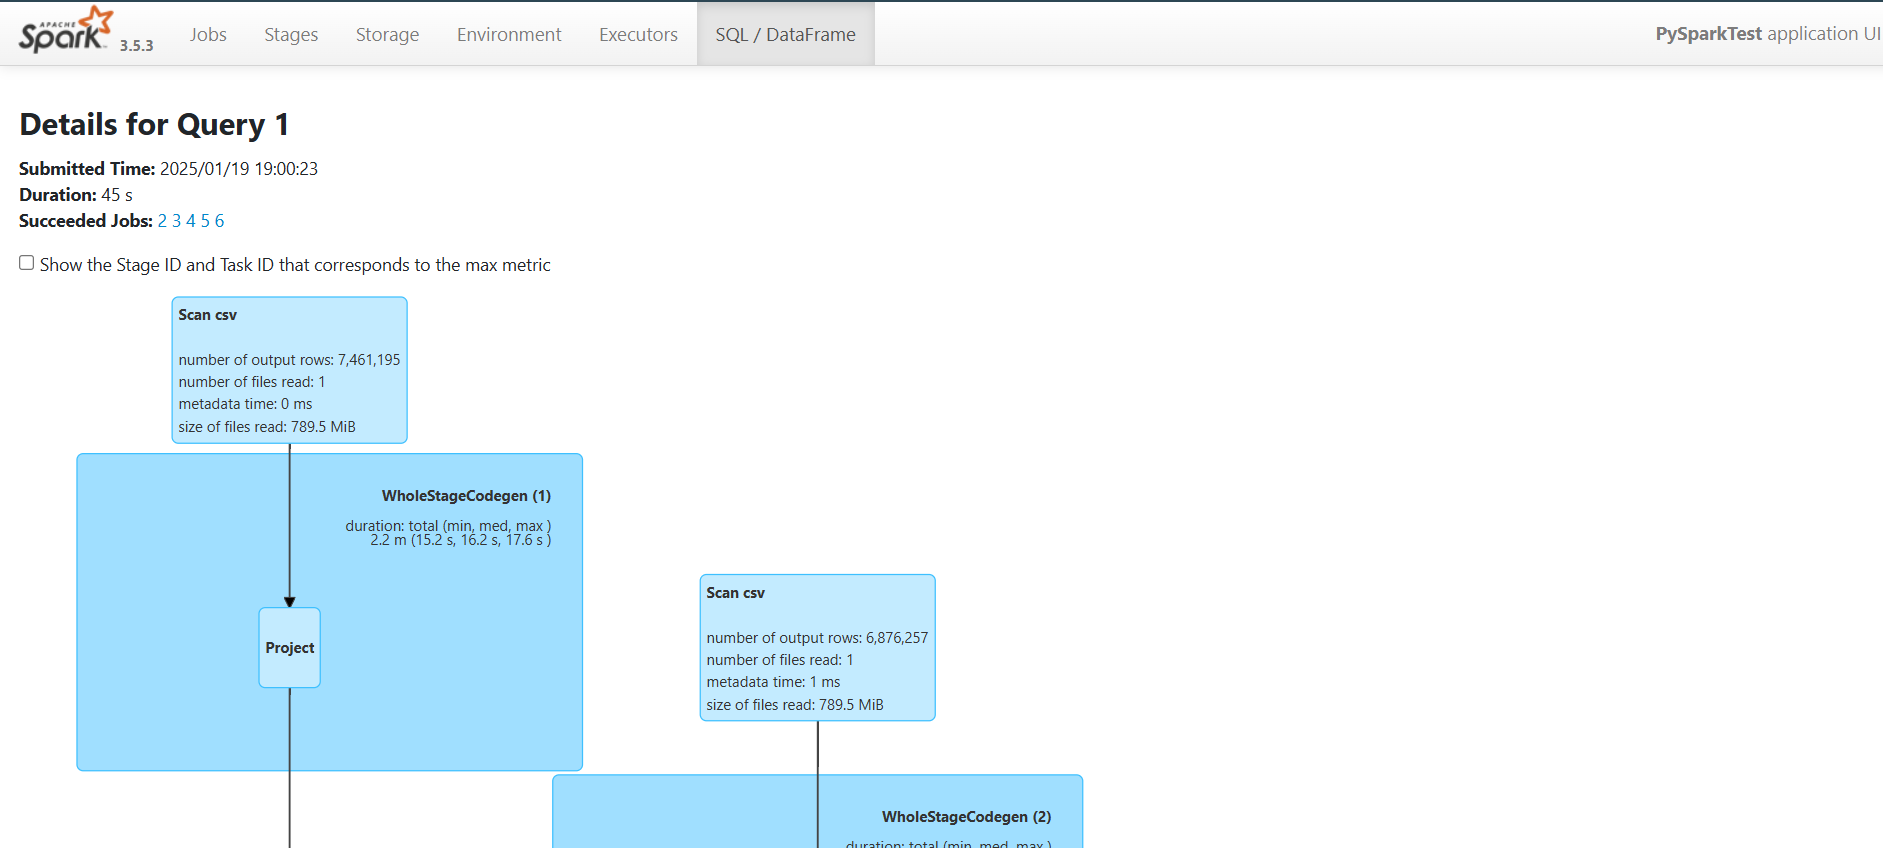 APACHE
Spark 3.5.3 Jobs Stages Storage Environment Executors SQL / DataFrame PySparkTest application UI
Details for Query 1
Submitted Time: 2025/01/19 19:00:23
Duration: 45 s
Succeeded Jobs: 2 3 4 5 6
Show the Stage ID and Task ID that corresponds to the max metric
Scan csv
number of output rows: 7,461,195
number of files read: 1
metadata time: 0 ms
size of files read: 789.5 MiB
WholeStageCodegen (1)
duration: total (min, med, max )
2.2 m (15.2 s, 16.2 s, 17.6 s )
Project
Scan csv
number of output rows: 6,876,257
number of files read: 1
metadata time: 1 ms
size of files read: 789.5 MiB
WholeStageCodegen (2)
duration: total (min, med, max )